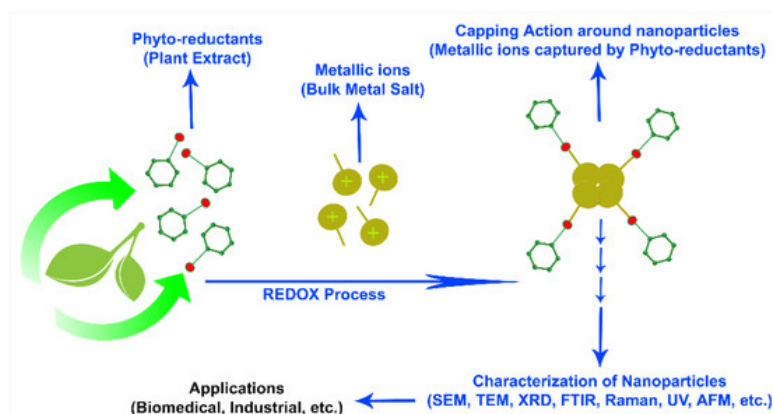 Phyto-reductants
(Plant Extract)
Metallic ions
(Bulk Metal Salt)
Capping Action around nanoparticles
(Metallic ions captured by Phyto-reductants)
+ +
+ +
REDOX Process
Characterization of Nanoparticles
(SEM, TEM, XRD, FTIR, Raman, UV, AFM, etc.)
Applications
(Biomedical, Industrial, etc.)